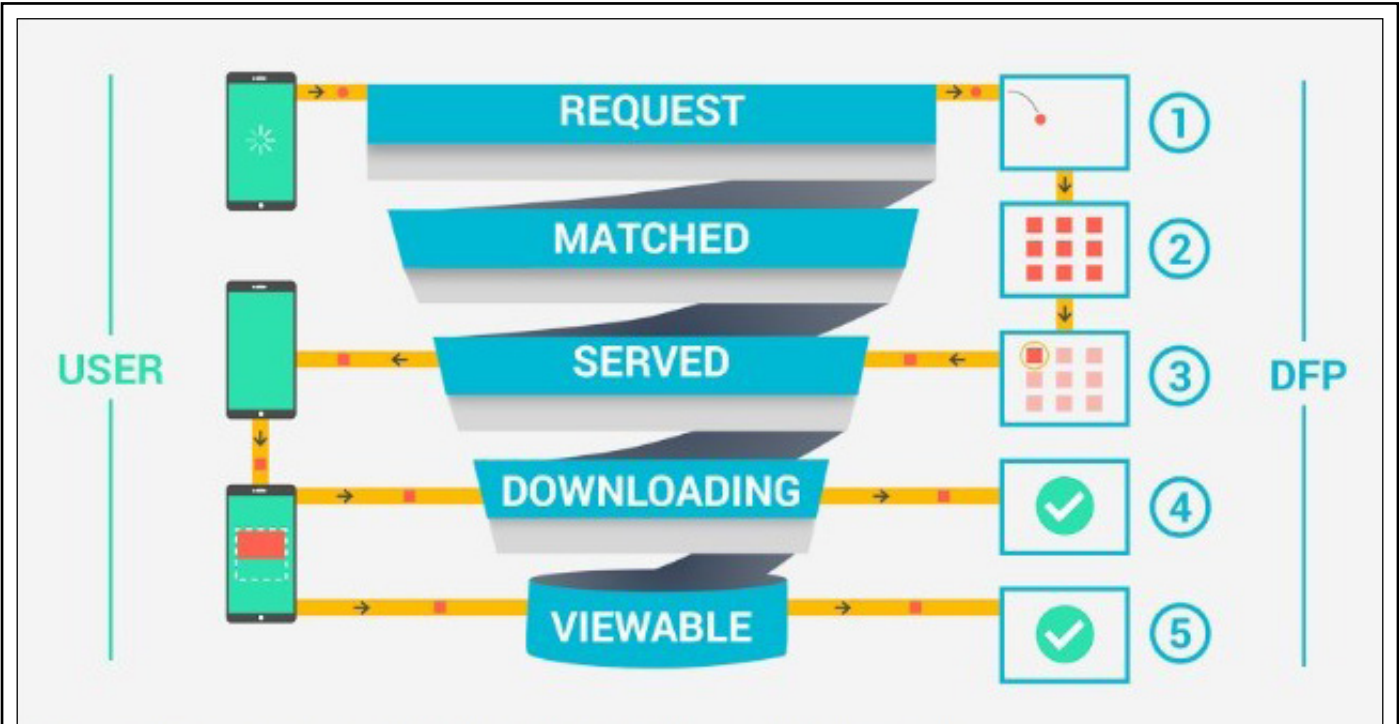 REQUEST
1
MATCHED
2
SERVED
USER
3
DFP
DOWNLOADING
4
VIEWABLE
5